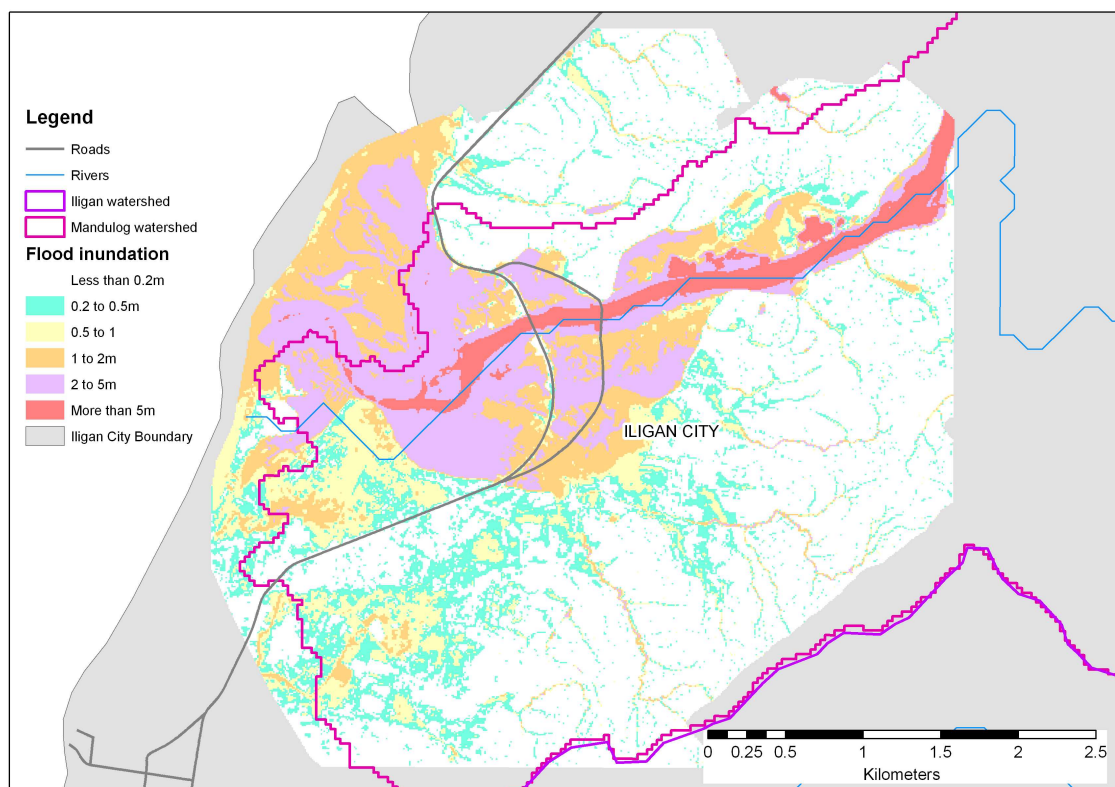 Legend
Roads
Rivers
Iligan watershed
Mandulog watershed
Flood inundation
Less than 0.2m
0.2 to 0.5m
0.5 to 1
1 to 2m
2 to 5m
More than 5m
Iligan City Boundary
ILIGAN CITY
0 0.25 0.5 1 1.5 2 2.5
Kilometers